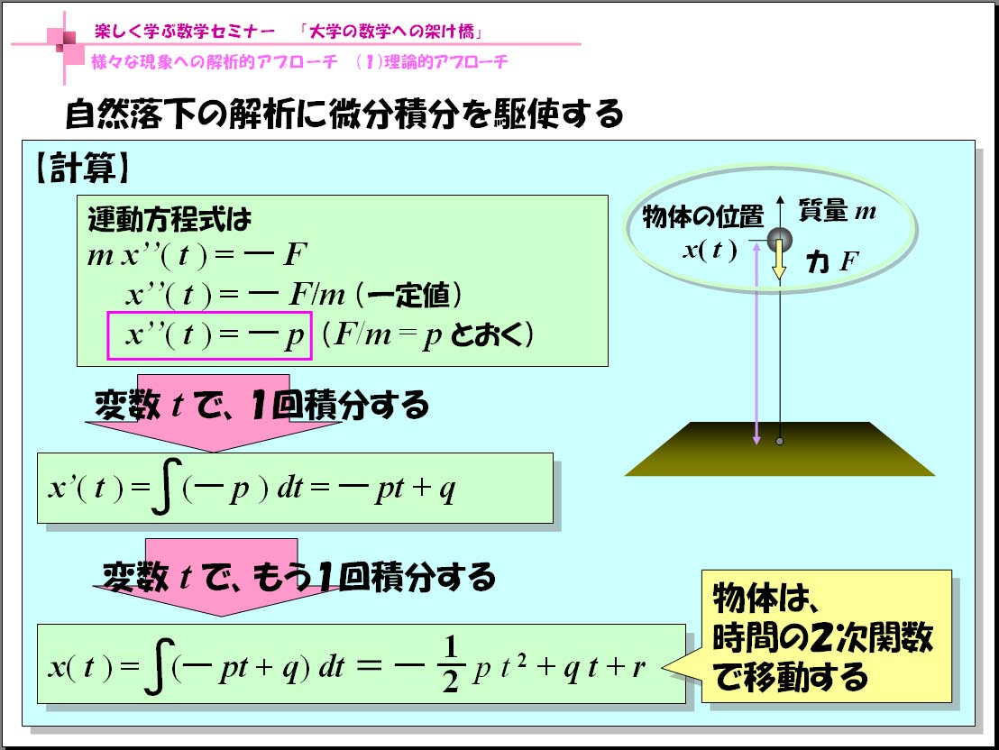 楽しく学ぶ数学セミナー 「大学の数学への架け橋」
様々な現象への解析的アプローチ (1)理論的アプローチ
自然落下の解析に微分積分を駆使する
【計算】
運動方程式は
m x’’( t ) = － F
x’’( t ) = － F/m (一定値)
x’’( t ) = － p (F/m = p とおく)
物体の位置
x( t )
質量 m
力 F
変数 t で、1回積分する
x’( t ) = ∫(－ p ) dt = － pt + q
変数 t で、もう1回積分する
x( t ) = ∫(－ pt + q) dt = － 1/2 p t² + q t + r
物体は、
時間の2次関数
で移動する